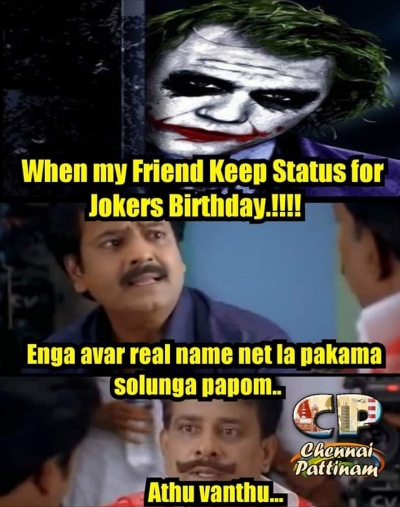 When my Friend Keep Status for
Jokers Birthday.!!!!
Enga avar real name net la pakama
solunga papom..
CP
Chennai
Pattinam
Athu vanthu...